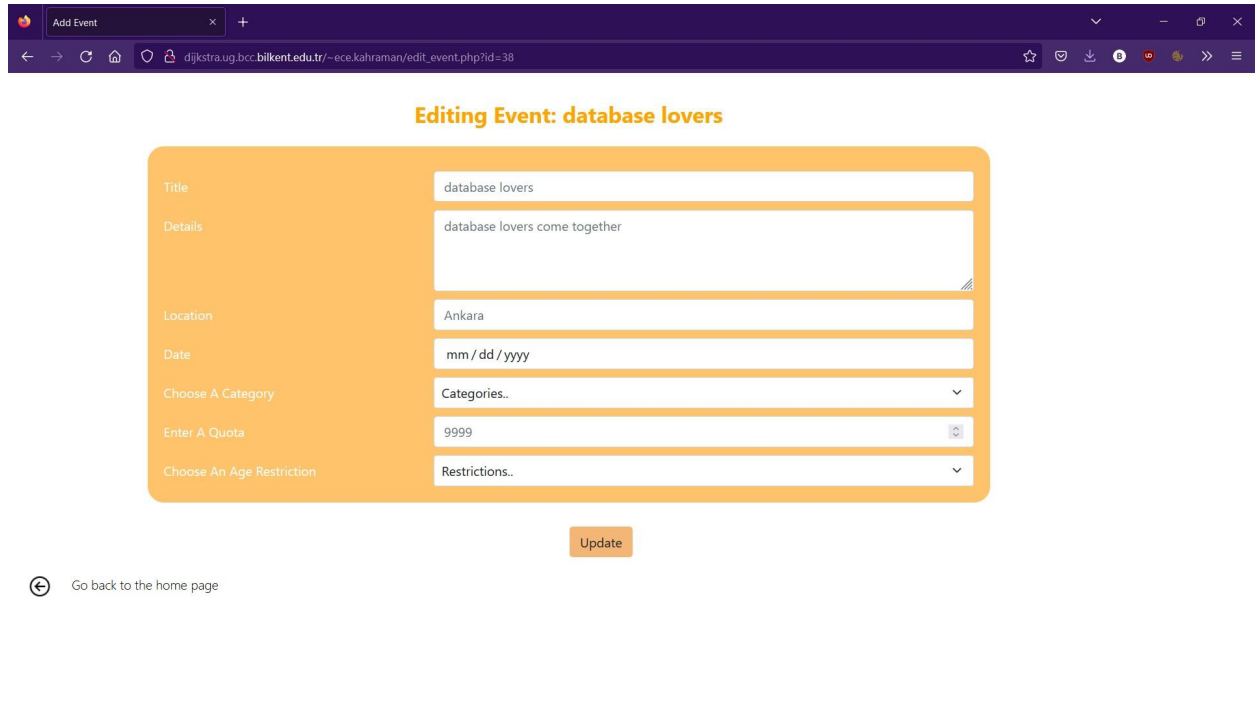 Add Event
dijkstra.ug.bcc.bilkent.edu.tr/~ece.kahraman/edit_event.php?id=38
Editing Event: database lovers
Title
database lovers
Details
database lovers come together
Location
Ankara
Date
mm / dd / yyyy
Choose A Category
Categories..
Enter A Quota
9999
Choose An Age Restriction
Restrictions..
Update
Go back to the home page